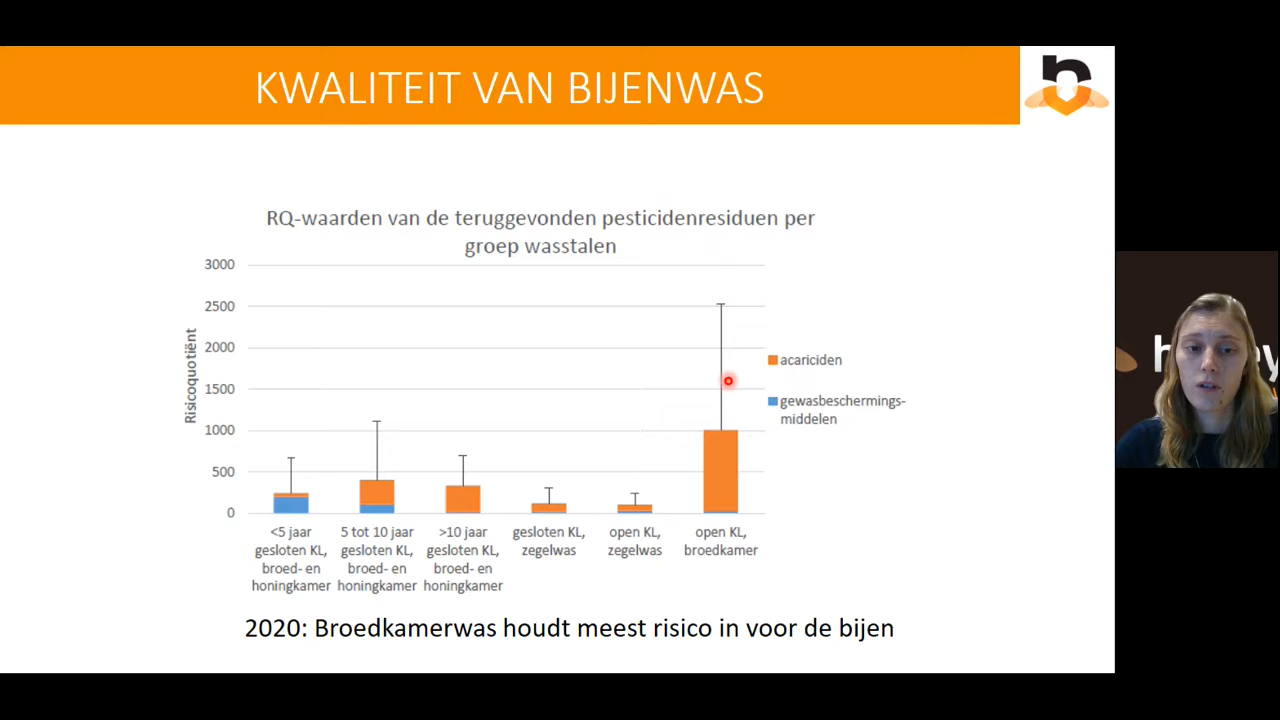 KWALITEIT VAN BIJENWAS
RQ-waarden van de teruggevonden pesticidenresiduen per
groep wasstalen
Risicoquotiënt
3000
2500
2000
1500
1000
500
0
acariciden
gewasbeschermings-
middelen
<5 jaar
gesloten KL,
broed- en
honingkamer
5 tot 10 jaar
gesloten KL,
broed- en
honingkamer
>10 jaar
gesloten KL,
broed- en
honingkamer
gesloten KL,
zegelwas
open KL,
zegelwas
open KL,
broedkamer
2020: Broedkamerwas houdt meest risico in voor de bijen